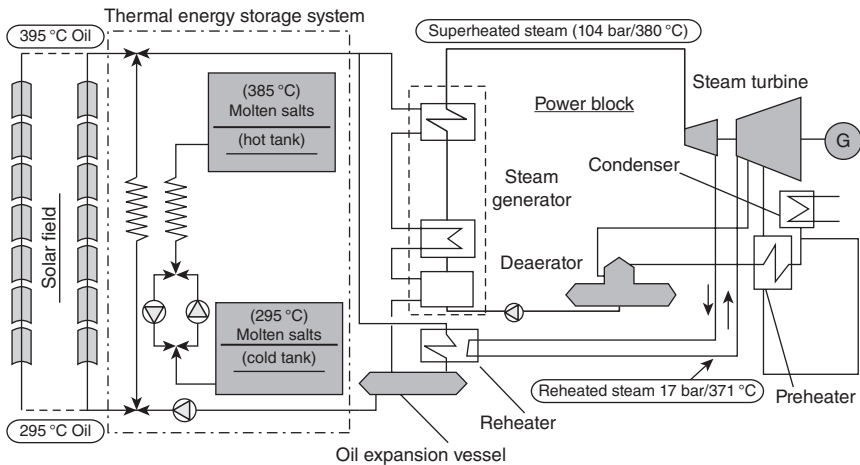 Thermal energy storage system
395 °C Oil
Superheated steam (104 bar/380 °C)
(385 °C)
Molten salts
(hot tank)
Power block
Steam turbine
G
Condenser
Steam
generator
Solar field
Deaerator
(295 °C)
Molten salts
(cold tank)
Reheated steam 17 bar/371 °C
Preheater
Reheater
295 °C Oil
Oil expansion vessel